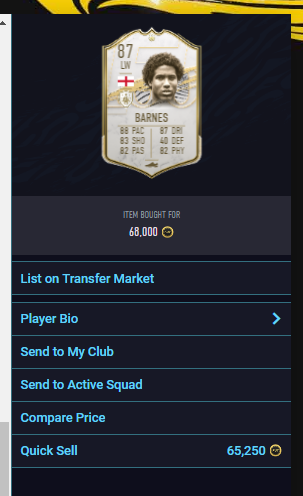 87
LW
BARNES
88 PAC 87 DRI
83 SHO 40 DEF
82 PAS 82 PHY
ITEM BOUGHT FOR
68,000
List on Transfer Market
Player Bio
Send to My Club
Send to Active Squad
Compare Price
Quick Sell 65,250